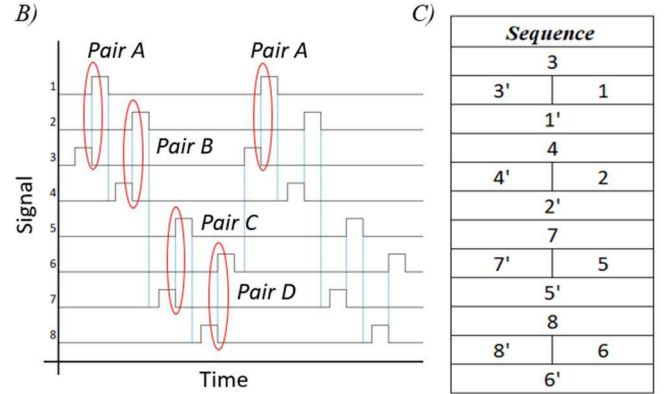 B)
Pair A
Pair A
1
2
Pair B
3
4
Pair C
5
6
Pair D
7
8
Signal
Time
C)
Sequence
3
3' 1
1'
4
4' 2
2'
7
7' 5
5'
8
8' 6
6'